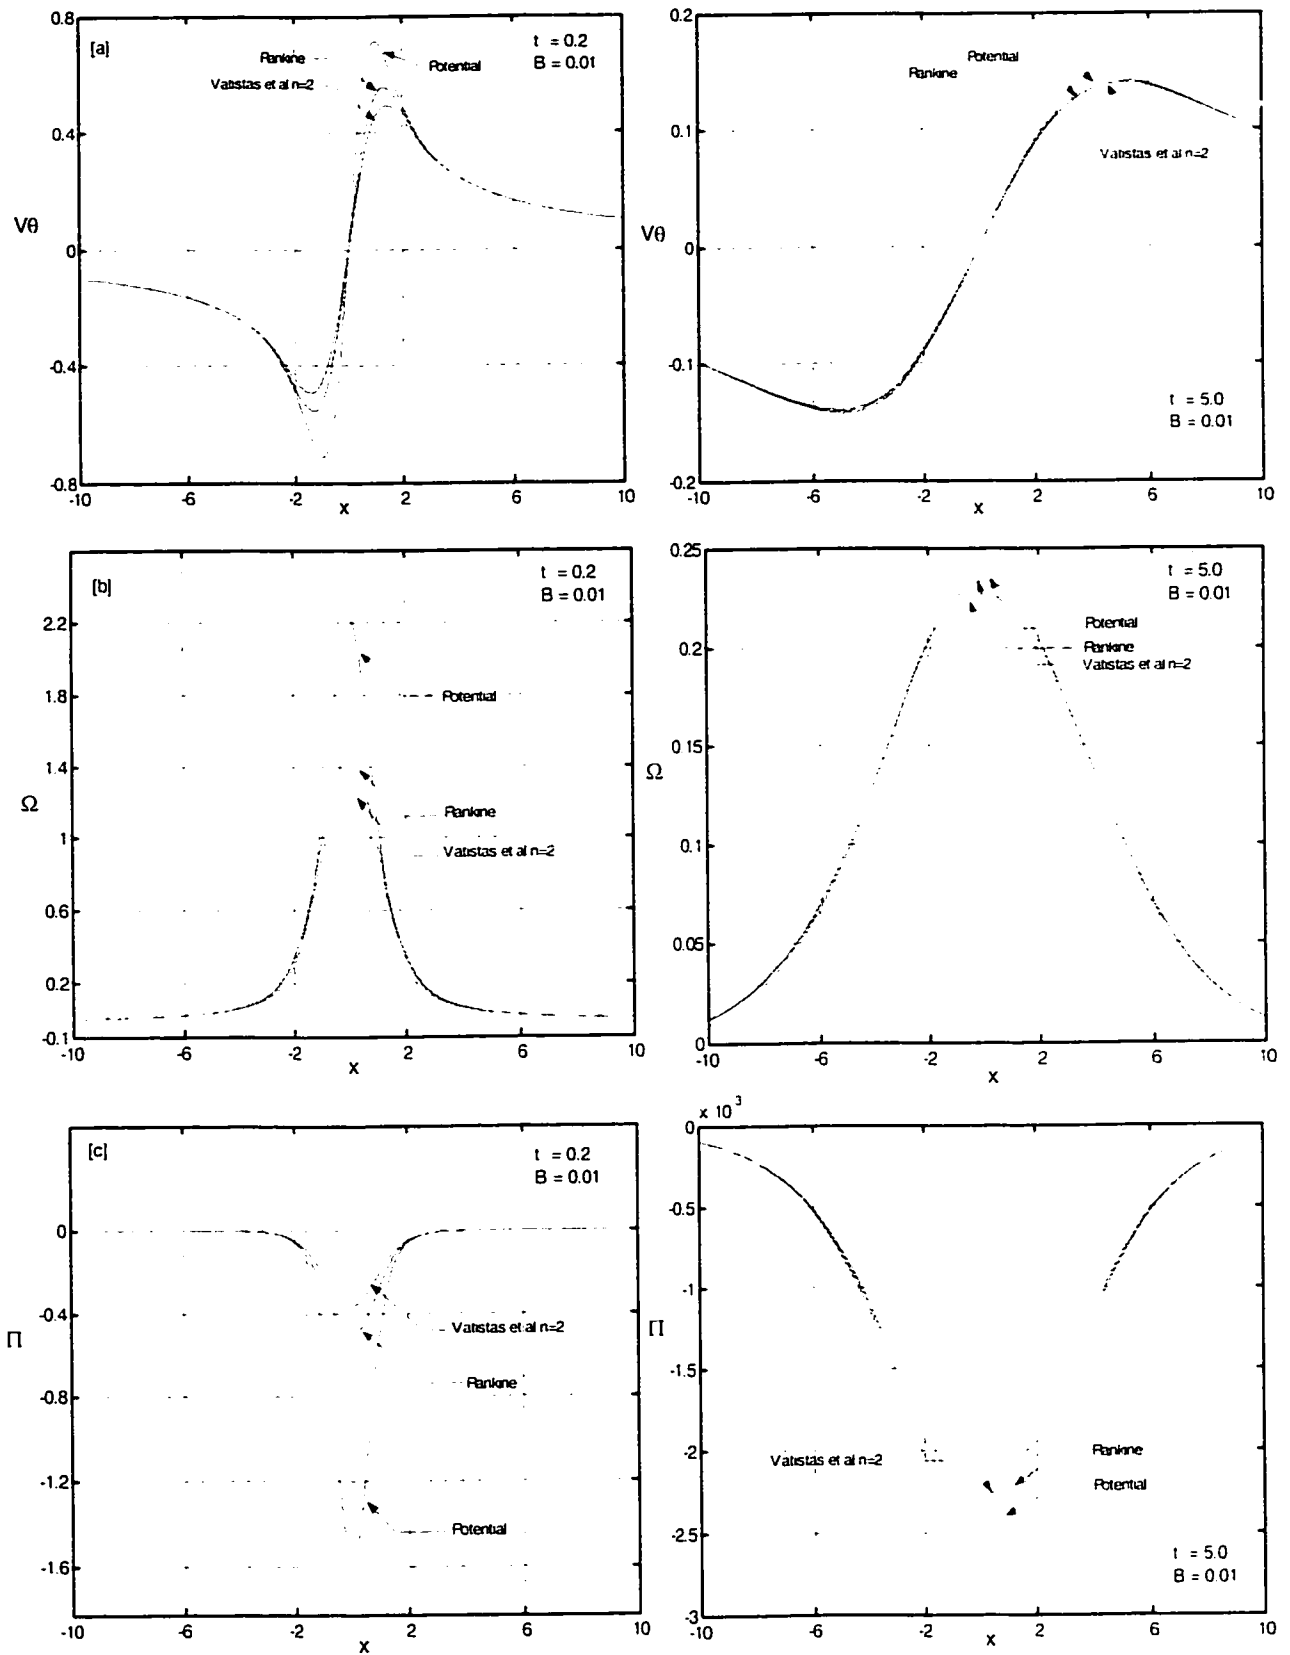 [a]
t = 0.2
B = 0.01
Rankine
Potential
Vatistas et al n=2
Vθ
0.8
0.4
0
-0.4
-0.8
-10
-6
-2
2
6
10
x
Potential
Rankine
Vatistas et al n=2
t = 5.0
B = 0.01
Vθ
0.2
0.1
0
-0.1
-0.2
-10
-6
-2
2
6
10
x
[b]
t = 0.2
B = 0.01
Potential
Rankine
Vatistas et al n=2
Ω
2.2
1.8
1.4
1
0.6
0.2
-0.1
-10
-6
-2
2
6
10
x
t = 5.0
B = 0.01
Potential
Rankine
Vatistas et al n=2
Ω
0.25
0.2
0.15
0.1
0.05
0
-10
-6
-2
2
6
10
x
[c]
t = 0.2
B = 0.01
Vatistas et al n=2
Rankine
Potential
Π
0
-0.4
-0.8
-1.2
-1.6
-10
-6
-2
2
6
10
x
x 10 3
Vatistas et al n=2
Rankine
Potential
t = 5.0
B = 0.01
Π
0
-0.5
-1
-1.5
-2
-2.5
-3
-10
-6
-2
2
6
10
x